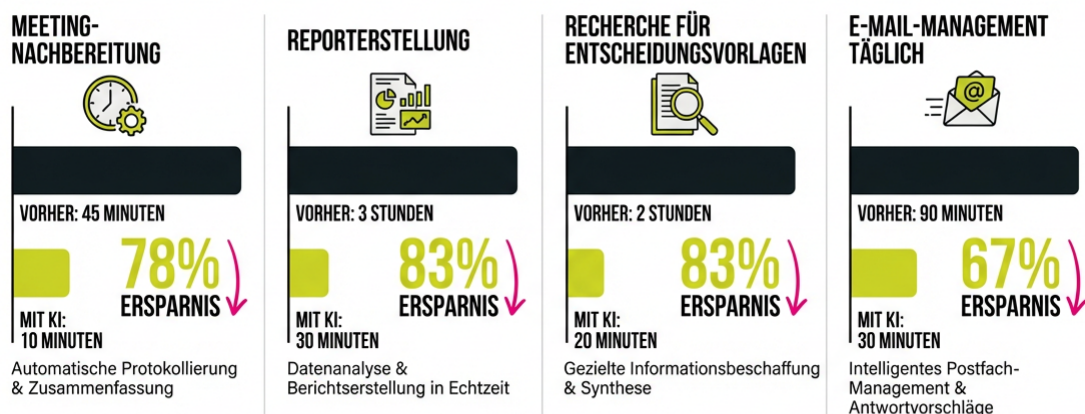 MEETING-
NACHBEREITUNG
VORHER: 45 MINUTEN
78%
ERSPARNIS
MIT KI:
10 MINUTEN
Automatische Protokollierung
& Zusammenfassung
REPORTERSTELLUNG
VORHER: 3 STUNDEN
83%
ERSPARNIS
MIT KI:
30 MINUTEN
Datenanalyse &
Berichtserstellung in Echtzeit
RECHERCHE FÜR
ENTSCHEIDUNGSVORLAGEN
VORHER: 2 STUNDEN
83%
ERSPARNIS
MIT KI:
20 MINUTEN
Gezielte Informationsbeschaffung
& Synthese
E-MAIL-MANAGEMENT
TÄGLICH
@
VORHER: 90 MINUTEN
67%
ERSPARNIS
MIT KI:
30 MINUTEN
Intelligentes Postfach-
Management &
Antwortvorschläge